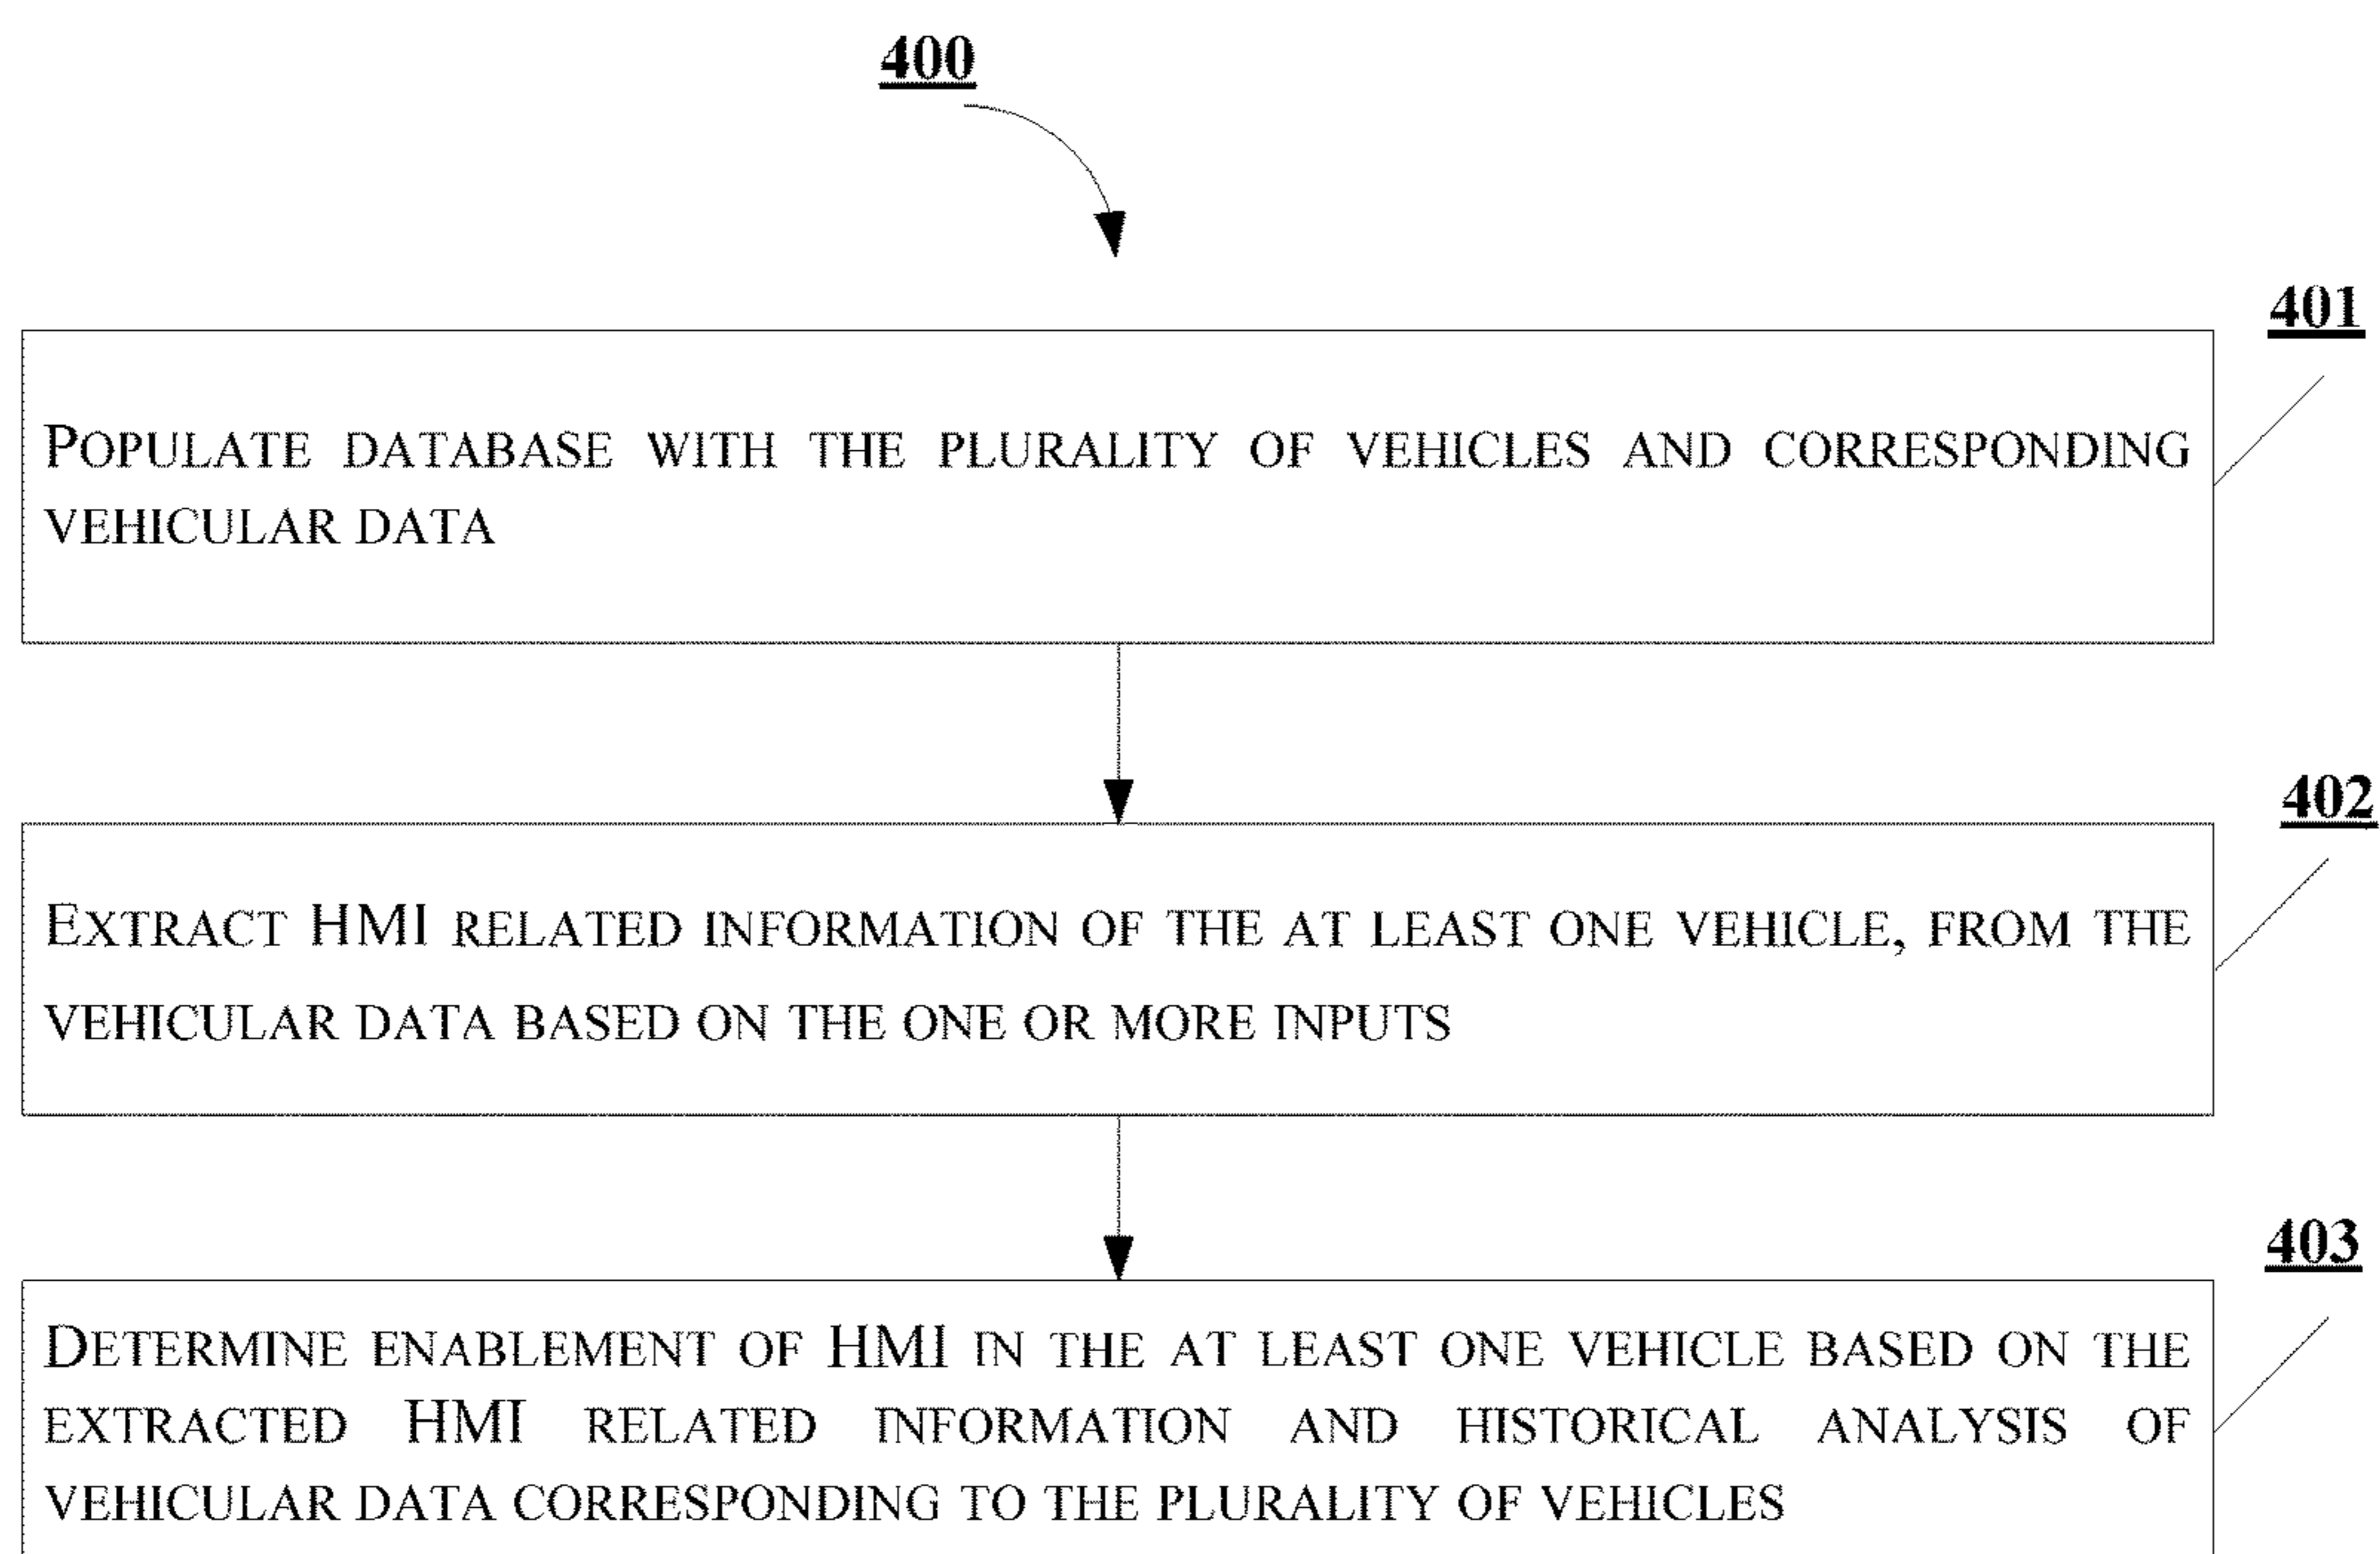 400
401
POPULATE DATABASE WITH THE PLURALITY OF VEHICLES AND CORRESPONDING
VEHICULAR DATA
402
EXTRACT HMI RELATED INFORMATION OF THE AT LEAST ONE VEHICLE, FROM THE
VEHICULAR DATA BASED ON THE ONE OR MORE INPUTS
403
DETERMINE ENABLEMENT OF HMI IN THE AT LEAST ONE VEHICLE BASED ON THE
EXTRACTED HMI RELATED INFORMATION AND HISTORICAL ANALYSIS OF
VEHICULAR DATA CORRESPONDING TO THE PLURALITY OF VEHICLES